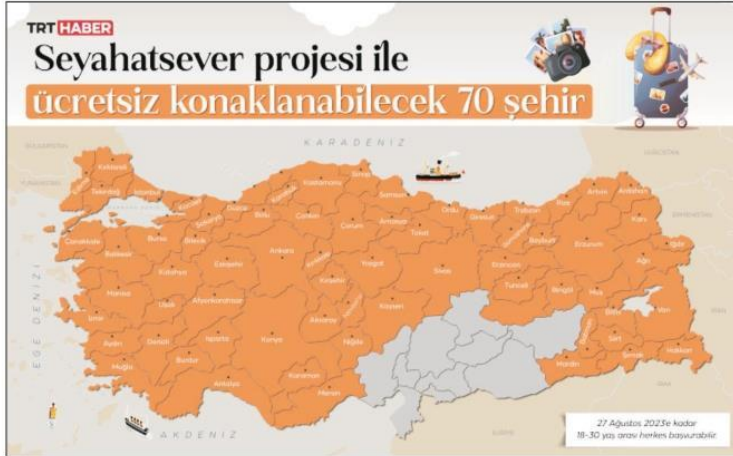 TRT HABER
Seyahatsever projesi ile
ücretsiz konaklanabilecek 70 şehir
KARADENİZ
Kırklareli
Edirne
Tekirdağ
İstanbul
Kocaeli
Sakarya
Düzce
Bolu
Karabük
Kastamonu
Sinop
Samsun
Çankırı
Çorum
Amasya
Tokat
Ordu
Giresun
Trabzon
Rize
Artvin
Ardahan
Kars
Gümüşhane
Bayburt
Erzurum
Iğdır
Ağrı
Çanakkale
Balıkesir
Bursa
Bilecik
Eskişehir
Ankara
Kırıkkale
Yozgat
Sivas
Erzincan
Tunceli
Bingöl
Muş
Kütahya
Kırşehir
Manisa
Uşak
Afyonkarahisar
Aksaray
Nevşehir
Kayseri
Bitlis
Van
İzmir
Aydın
Denizli
Isparta
Konya
Niğde
Batman
Siirt
Şırnak
Hakkari
Mardin
Muğla
Burdur
Antalya
Karaman
Mersin
EGE DENİZİ
AKDENİZ
27 Ağustos 2023'e kadar
18-30 yaş arası herkes başvurabilir